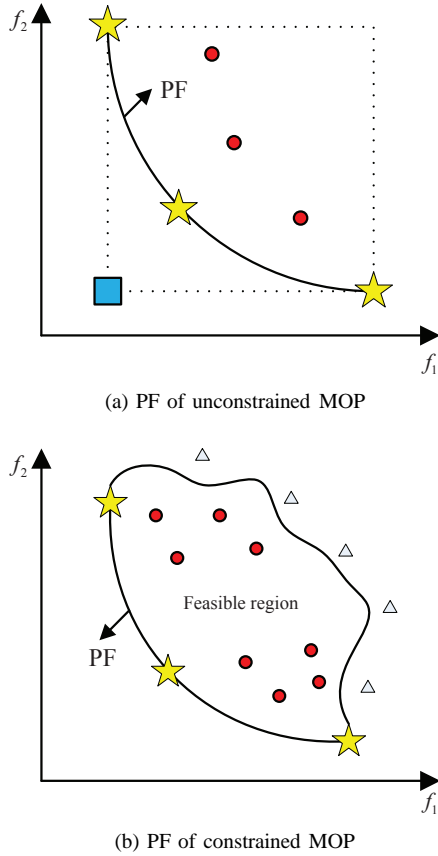 f₂
PF
f₁
(a) PF of unconstrained MOP
f₂
Feasible region
PF
f₁
(b) PF of constrained MOP